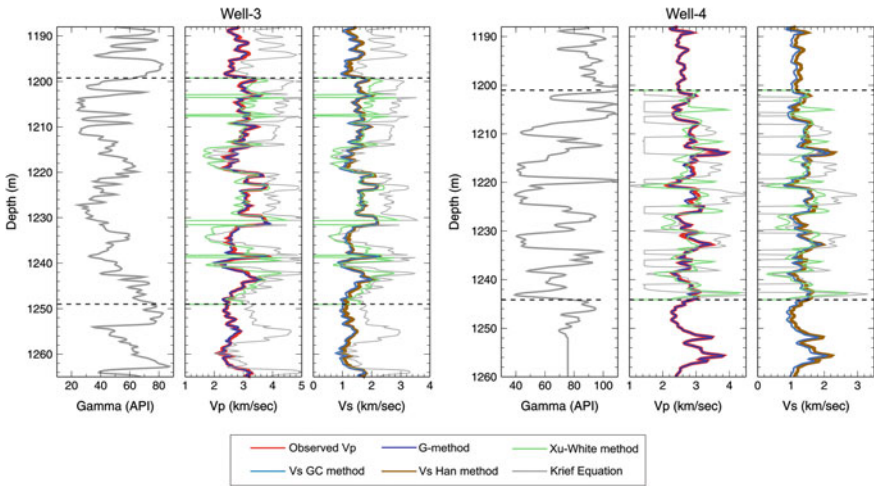 Well-3
Well-4
Depth (m)
1190
1200
1210
1220
1230
1240
1250
1260
20 40 60 80
Gamma (API)
1 2 3 4 5
Vp (km/sec)
0 1 2 3 4
Vs (km/sec)
Depth (m)
1190
1200
1210
1220
1230
1240
1250
1260
40 60 80 100
Gamma (API)
1 2 3 4
Vp (km/sec)
0 1 2 3
Vs (km/sec)
Observed Vp G-method Xu-White method
Vs GC method Vs Han method Krief Equation